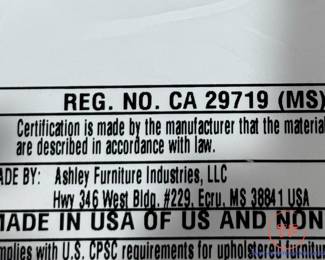 REG. NO. CA 29719 (MS)
Certification is made by the manufacturer that the material
are described in accordance with law.
ADE BY: Ashley Furniture Industries, LLC
Hwy 346 West Bldg. #229, Ecru, MS 38841 USA
MADE IN USA OF US AND NON
mplies with U.S. CPSC requirements for upholstered